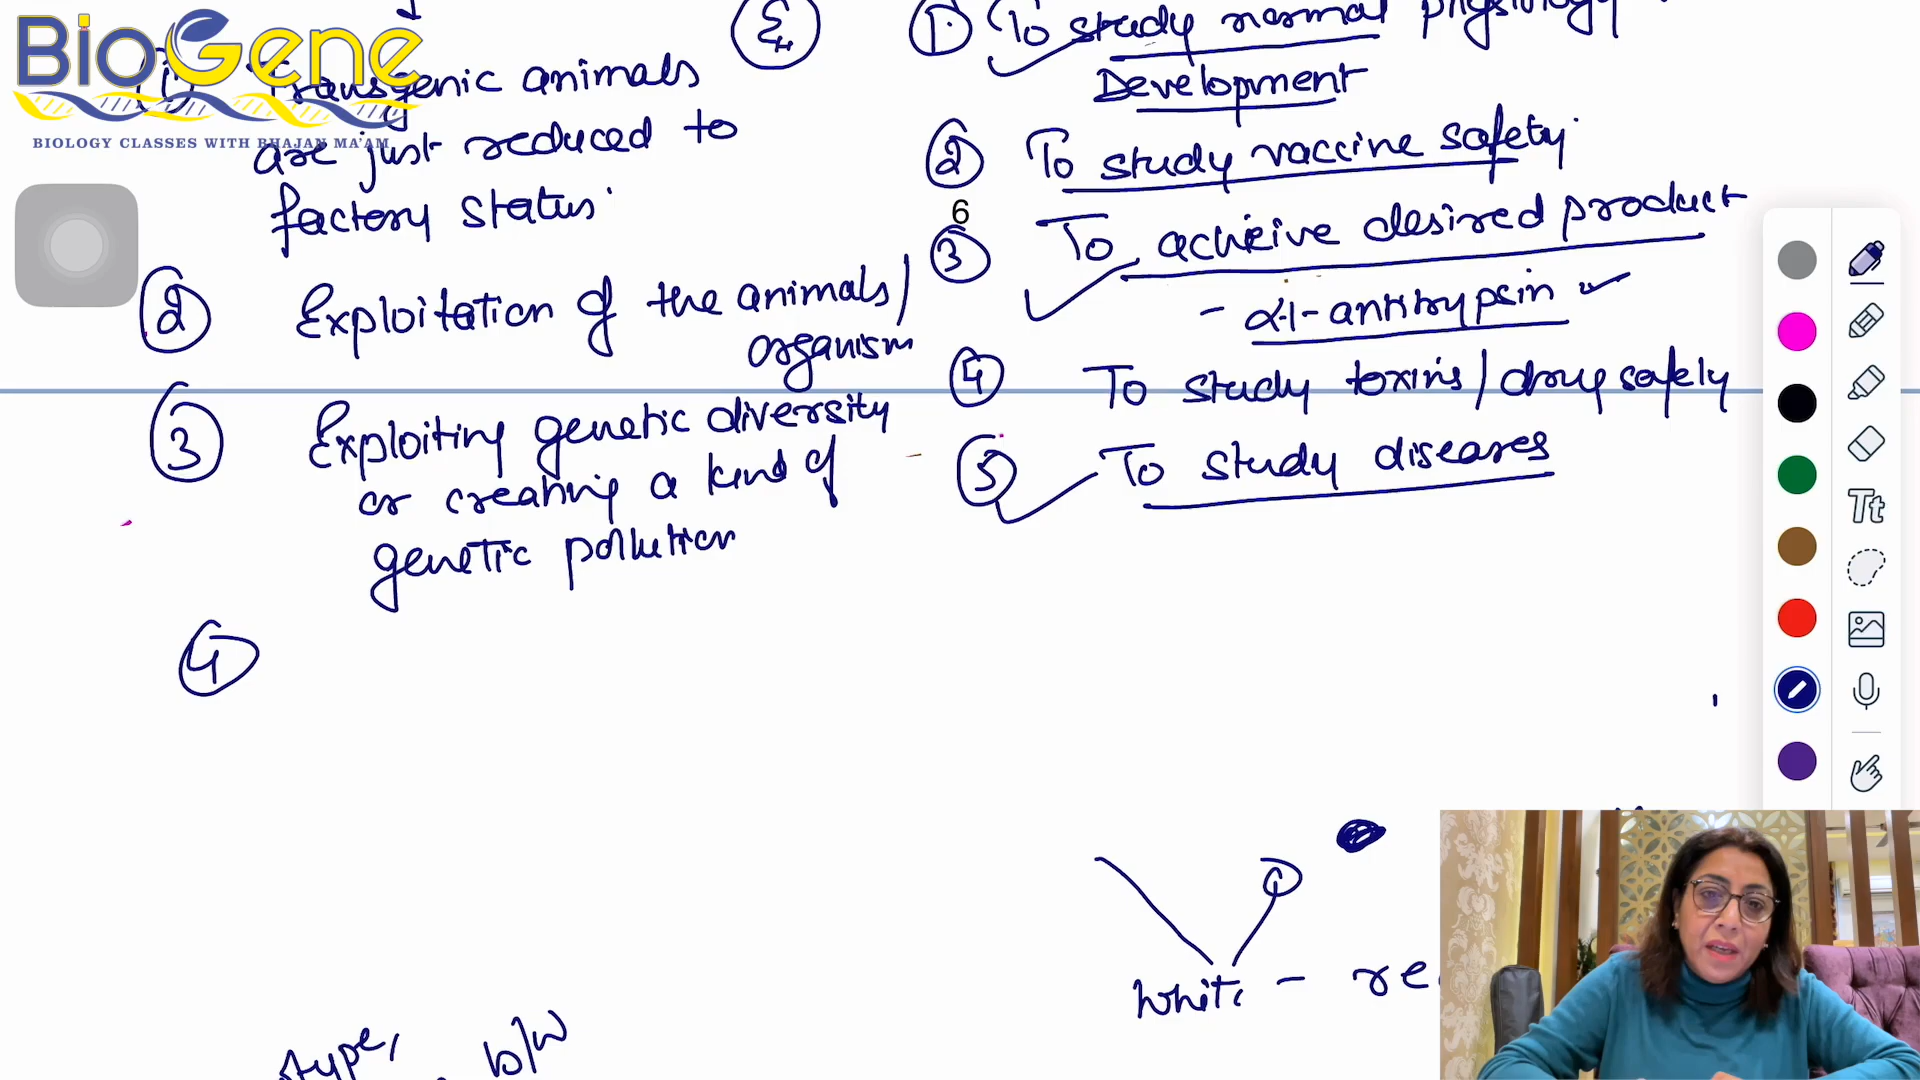 BioGene
BIOLOGY CLASSES WITH BHAJAN MA'AM
(i) Transgenic animals
are just reduced to
factory status.
(2) Exploitation of the animals/
organism
(3) Exploiting genetic diversity
or creating a kind of
genetic pollution
(4)
(1) To study normal physiology
Development
(2) To study vaccine safety.
6
(3) To acheive desired product
- α-1-antitrypsin ✓
(4) To study toxins/drug safety
(5) To study diseases
Tt
White - re
type,
b/w